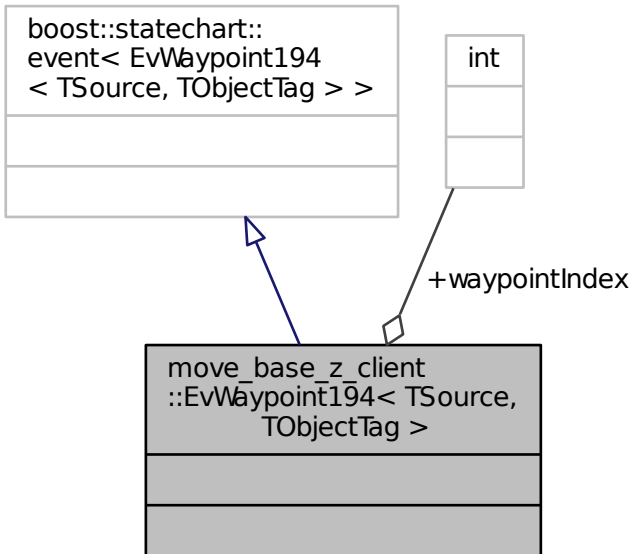 boost::statechart::
event< EvWaypoint194
< TSource, TObjectTag > >
int
+waypointIndex
move_base_z_client
::EvWaypoint194< TSource,
TObjectTag >